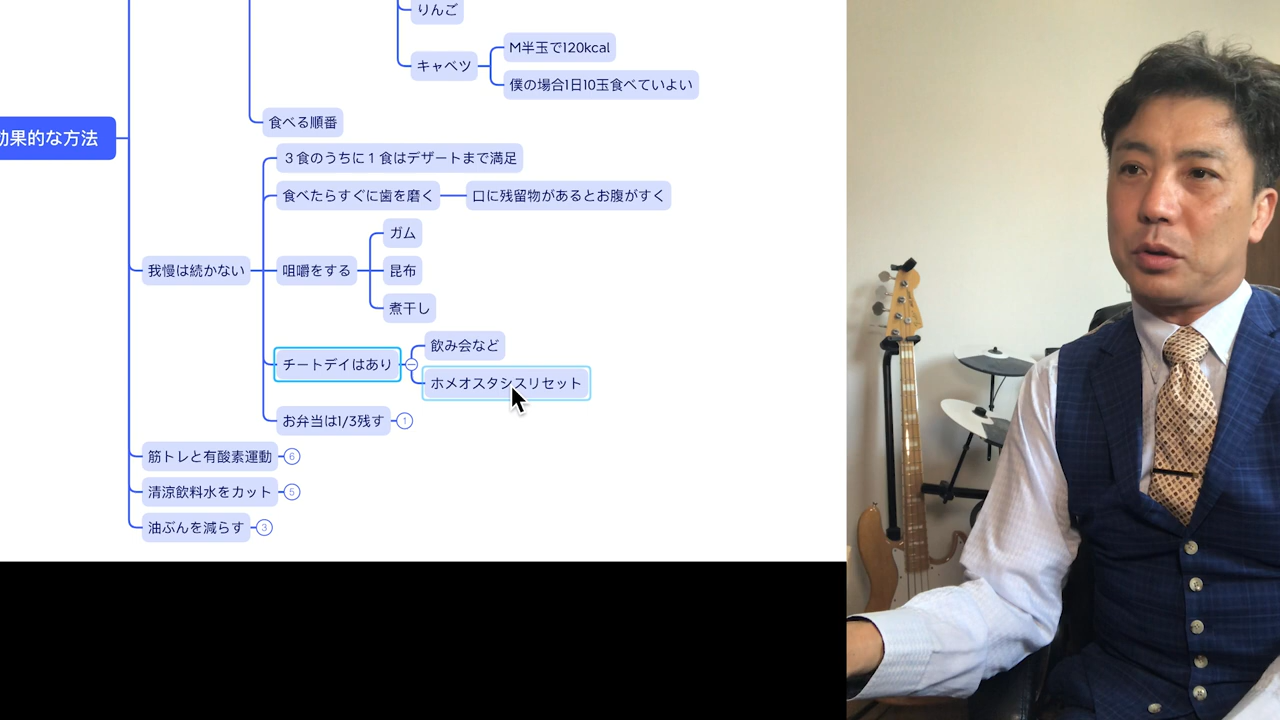 りんご
キャベツ
M半玉で120kcal
僕の場合1日10玉食べていよい
食べる順番
効果的な方法
3食のうちに1食はデザートまで満足
食べたらすぐに歯を磨く
口に残留物があるとお腹がすく
我慢は続かない
咀嚼をする
ガム
昆布
煮干し
チートデイはあり
飲み会など
ホメオスタシスリセット
お弁当は1/3残す
1
筋トレと有酸素運動
6
清涼飲料水をカット
5
油ぶんを減らす
3